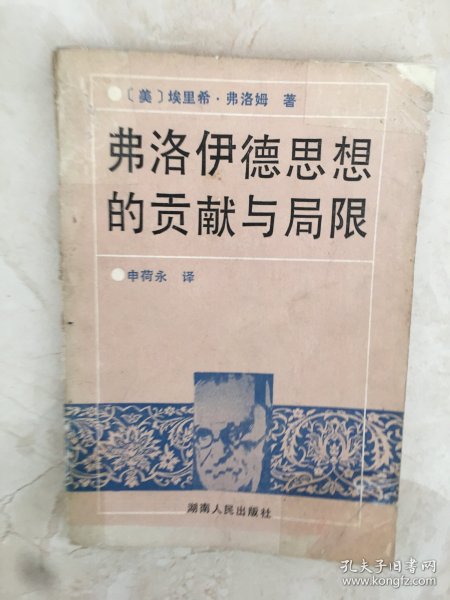 〔美〕埃里希·弗洛姆 著
弗洛伊德思想
的贡献与局限
申荷永 译
湖南人民出版社
孔夫子旧书网
www.kongfz.com